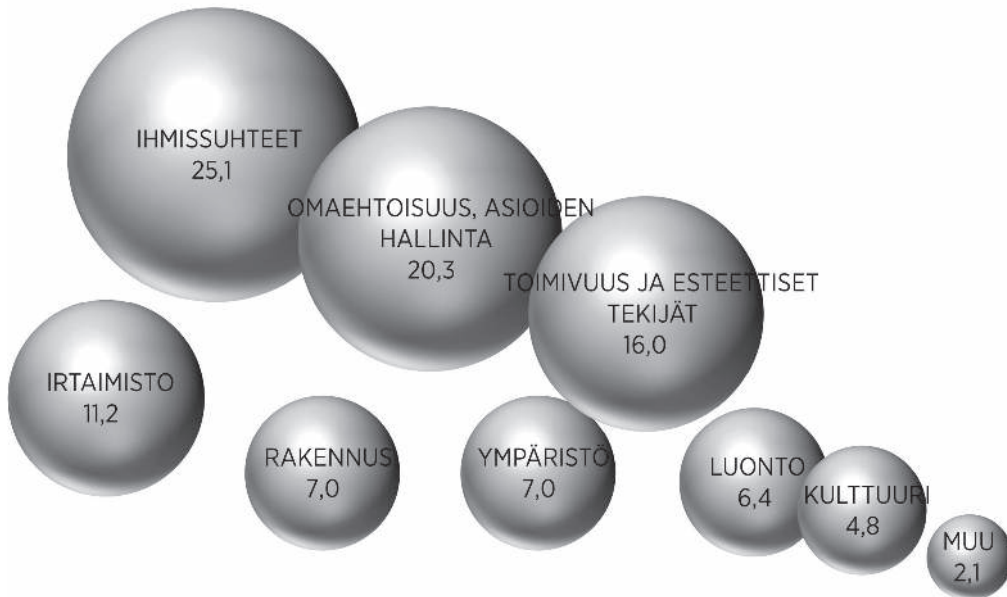 IHMISSUHTEET
25,1
OMAEHTOISUUS, ASIOIDEN
HALLINTA
20,3
TOIMIVUUS JA ESTEETTISET
TEKIJÄT
16,0
IRTAIMISTO
11,2
RAKENNUS
7,0
YMPÄRISTÖ
7,0
LUONTO
6,4
KULTTUURI
4,8
MUU
2,1